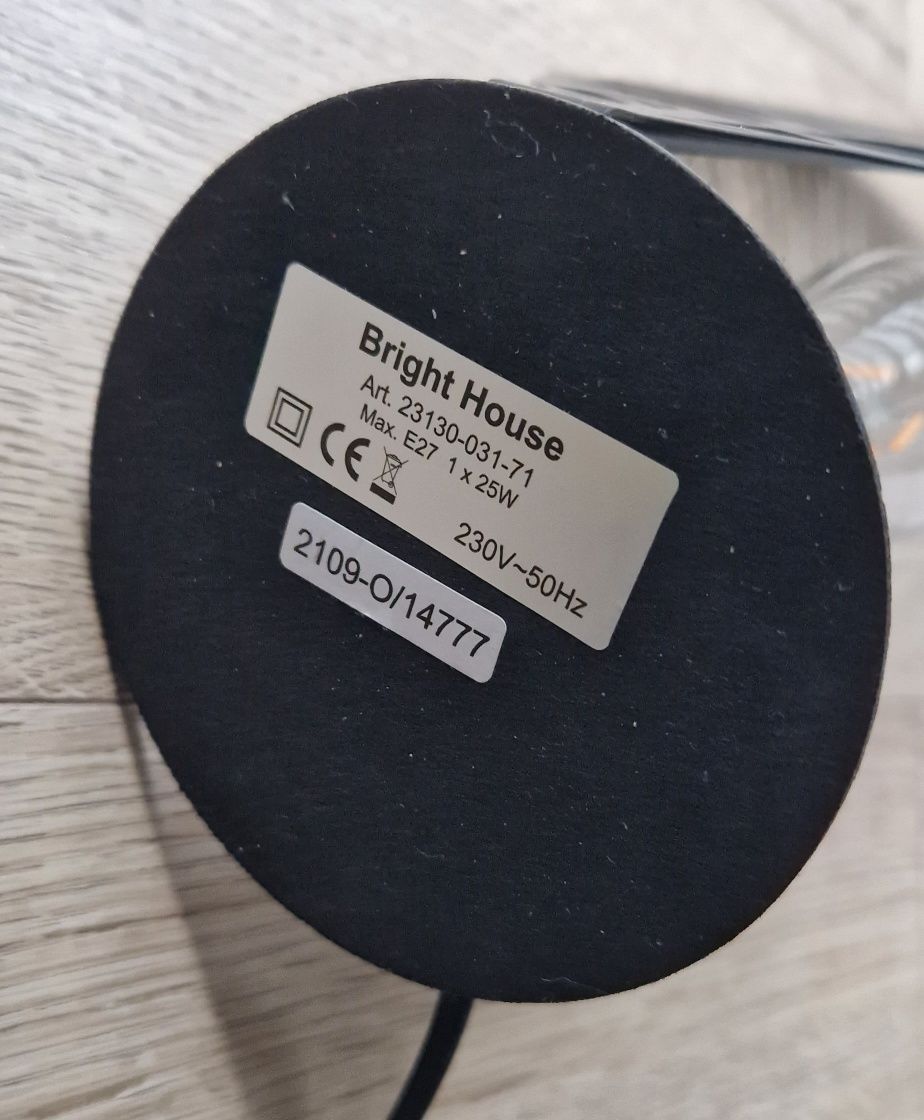 Bright House
Art. 23130-031-71
Max. E27 1 x 25W
CE
230V~50Hz
2109-O/14777